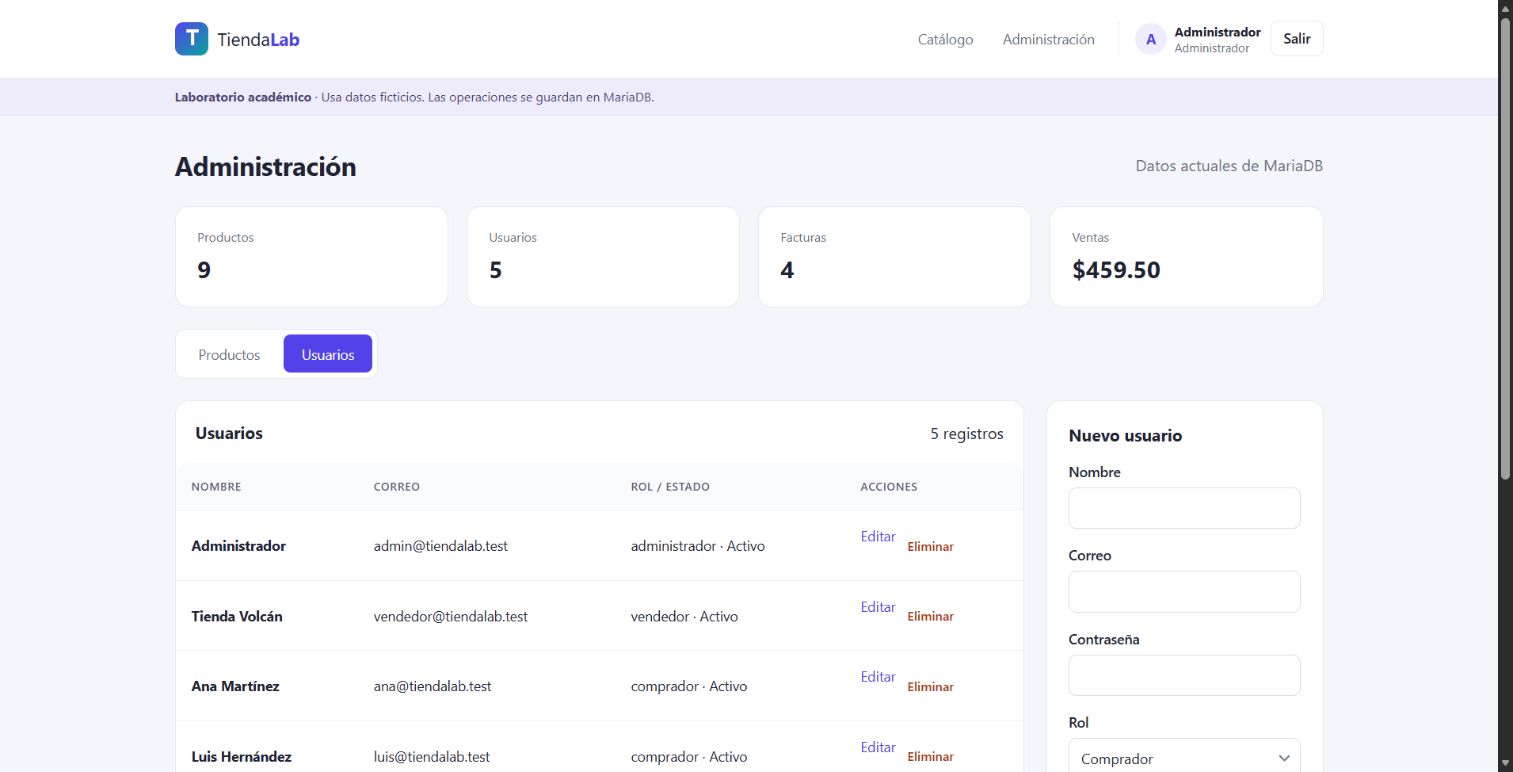 T TiendaLab
Catálogo
Administración
A
Administrador
Administrador
Salir
Laboratorio académico · Usa datos ficticios. Las operaciones se guardan en MariaDB.
Administración
Datos actuales de MariaDB
Productos
9
Usuarios
5
Facturas
4
Ventas
$459.50
Productos
Usuarios
Usuarios
5 registros
NOMBRE CORREO ROL / ESTADO ACCIONES
Administrador admin@tiendalab.test administrador · Activo Editar Eliminar
Tienda Volcán vendedor@tiendalab.test vendedor · Activo Editar Eliminar
Ana Martínez ana@tiendalab.test comprador · Activo Editar Eliminar
Luis Hernández luis@tiendalab.test comprador · Activo Editar Eliminar
Nuevo usuario
Nombre
Correo
Contraseña
Rol
Comprador